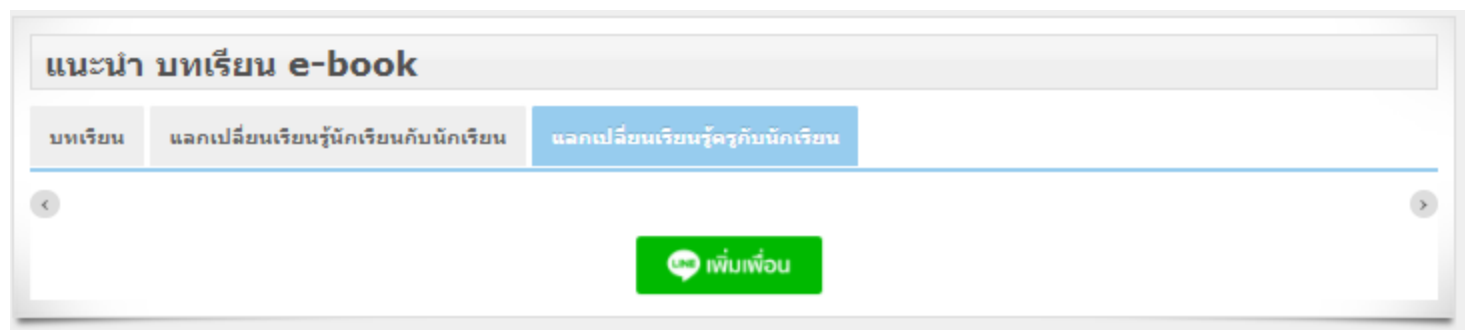 แนะนำ บทเรียน e-book
บทเรียน แลกเปลี่ยนเรียนรู้นักเรียนกับนักเรียน แลกเปลี่ยนเรียนรู้ครูกับนักเรียน
LINE เพิ่มเพื่อน